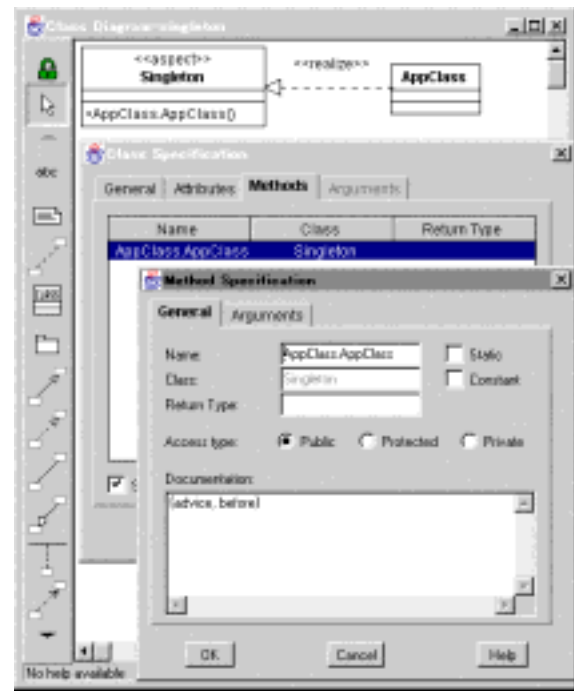 Class Diagram-singleton
<<aspect>>
Singleton
<<realize>>
AppClass
+AppClass.AppClass()
abc
Class Specification
General Attributes Methods Arguments
Name Class Return Type
AppClass.AppClass Singleton
Method Specification
General Arguments
Name: AppClass.AppClass Static
Class: Singleton Constant
Return Type:
Access type: Public Protected Private
Documentation:
{advice, before}
OK Cancel Help
No help available